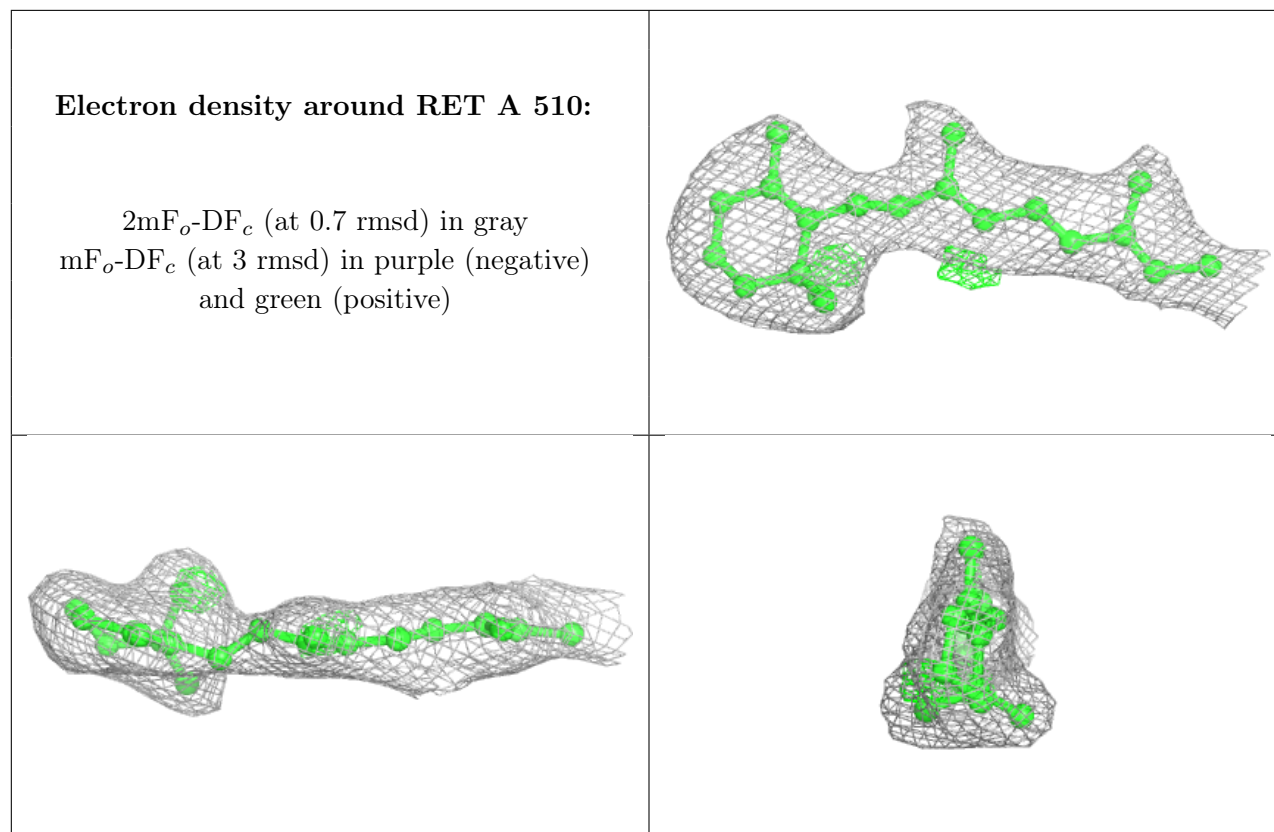 Electron density around RET A 510:
2mFo-DFc (at 0.7 rmsd) in gray
mFo-DFc (at 3 rmsd) in purple (negative)
and green (positive)